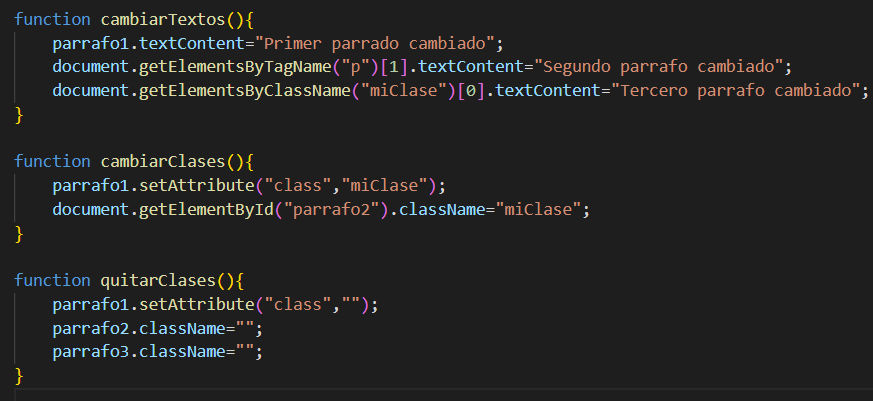 function cambiarTextos(){
    parrafo1.textContent="Primer parrado cambiado";
    document.getElementsByTagName("p")[1].textContent="Segundo parrafo cambiado";
    document.getElementsByClassName("miClase")[0].textContent="Tercero parrafo cambiado";
}

function cambiarClases(){
    parrafo1.setAttribute("class","miClase");
    document.getElementById("parrafo2").className="miClase";
}

function quitarClases(){
    parrafo1.setAttribute("class","");
    parrafo2.className="";
    parrafo3.className="";
}